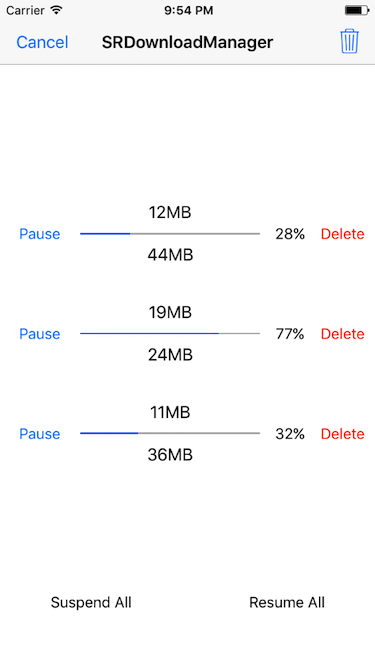 Carrier 9:54 PM
Cancel SRDownloadManager
12MB
Pause 28% Delete
44MB
19MB
Pause 77% Delete
24MB
11MB
Pause 32% Delete
36MB
Suspend All Resume All